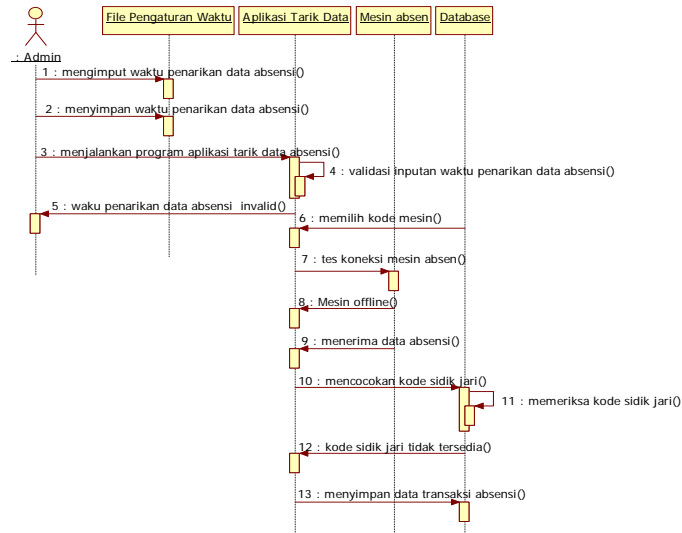 File Pengaturan Waktu
Aplikasi Tarik Data
Mesin absen
Database
: Admin
1 : mengimput waktu penarikan data absensi()
2 : menyimpan waktu penarikan data absensi()
3 : menjalankan program aplikasi tarik data absensi()
4 : validasi inputan waktu penarikan data absensi()
5 : waku penarikan data absensi invalid()
6 : memilih kode mesin()
7 : tes koneksi mesin absen()
8 : Mesin offline()
9 : menerima data absensi()
10 : mencocokan kode sidik jari()
11 : memeriksa kode sidik jari()
12 : kode sidik jari tidak tersedia()
13 : menyimpan data transaksi absensi()